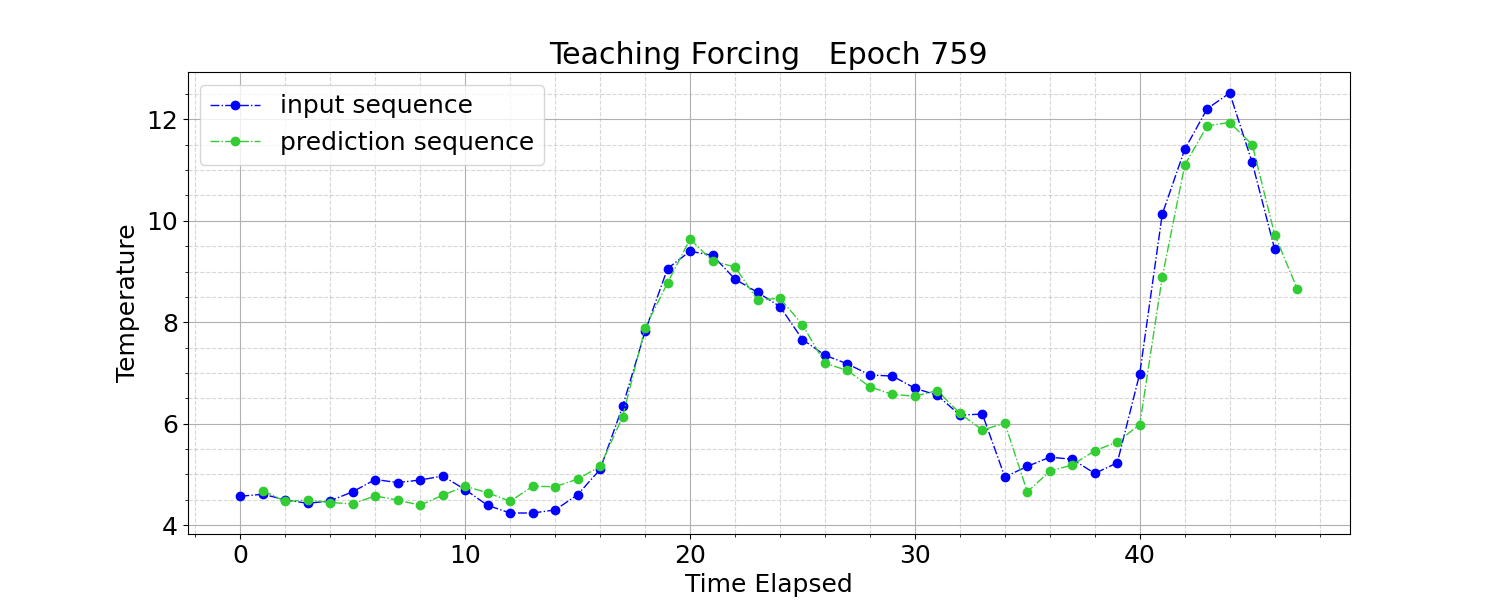 Teaching Forcing   Epoch 759
input sequence
prediction sequence
Temperature
12
10
8
6
4
0 10 20 30 40
Time Elapsed